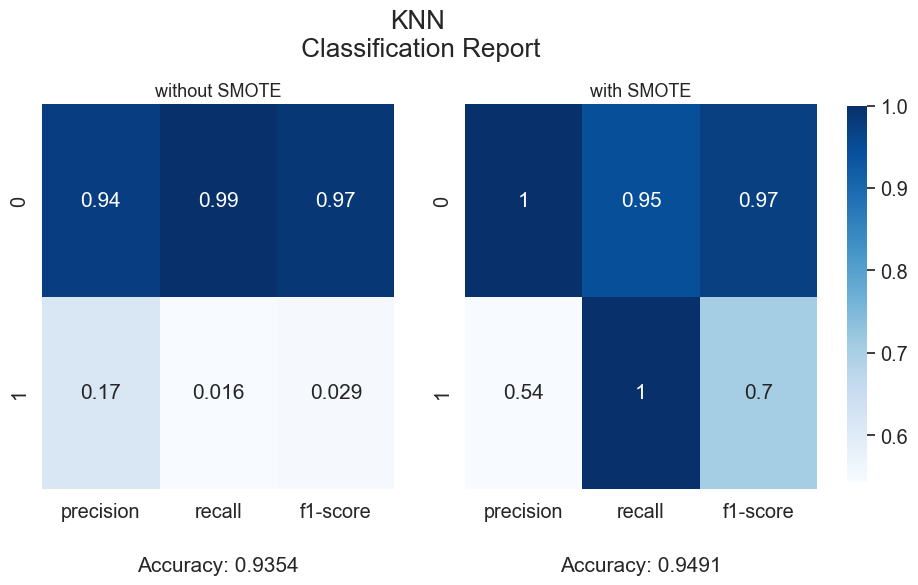 KNN
Classification Report
without SMOTE
with SMOTE
0
0.94 0.99 0.97
1
0.17 0.016 0.029
precision recall f1-score
Accuracy: 0.9354
0
1 0.95 0.97
1
0.54 1 0.7
precision recall f1-score
Accuracy: 0.9491
1.0
0.9
0.8
0.7
0.6